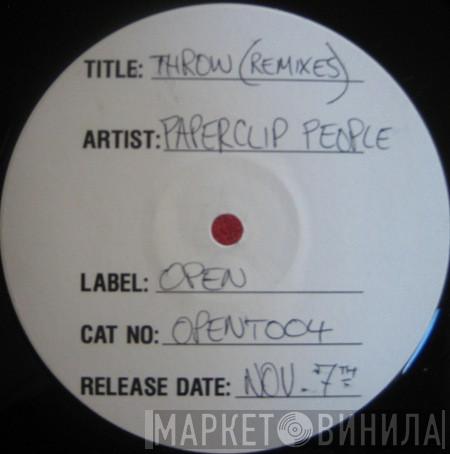 TITLE: THROW (REMIXES)
ARTIST: PAPERCLIP PEOPLE
LABEL: OPEN
CAT NO: OPENT004
RELEASE DATE: NOV. 7TH
МАРКЕТ ВИНИЛА